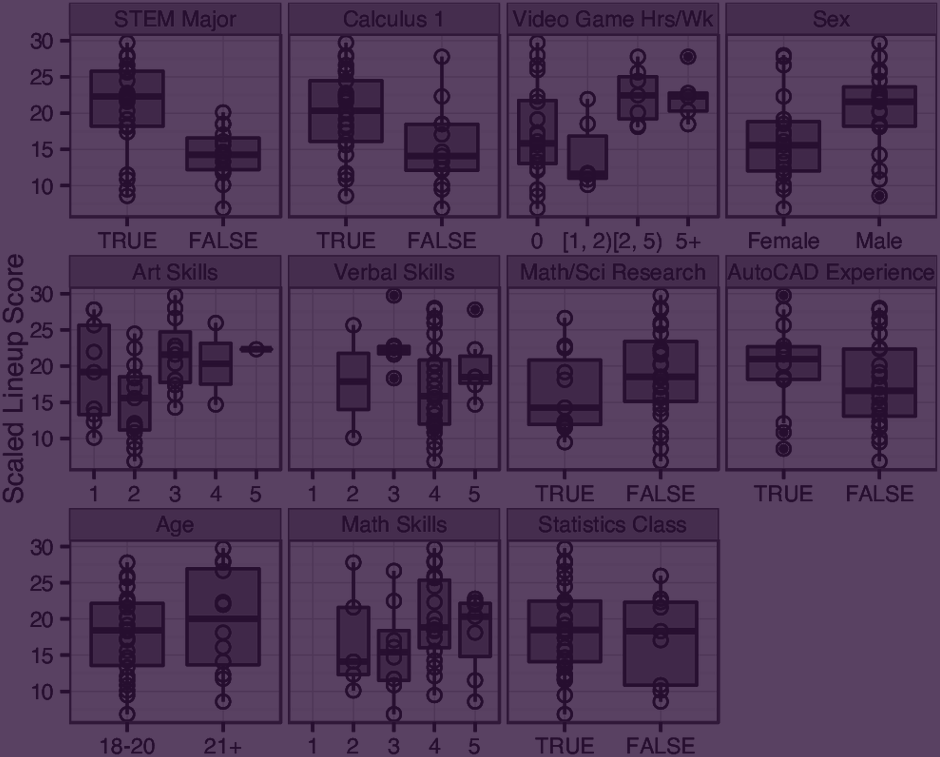 STEM Major Calculus 1 Video Game Hrs/Wk Sex
30
25
20
15
10
TRUE FALSE TRUE FALSE 0 [1, 2) [2, 5) 5+ Female Male
Scaled Lineup Score
Art Skills Verbal Skills Math/Sci Research AutoCAD Experience
30
25
20
15
10
1 2 3 4 5 1 2 3 4 5 TRUE FALSE TRUE FALSE
Age Math Skills Statistics Class
30
25
20
15
10
18-20 21+ 1 2 3 4 5 TRUE FALSE